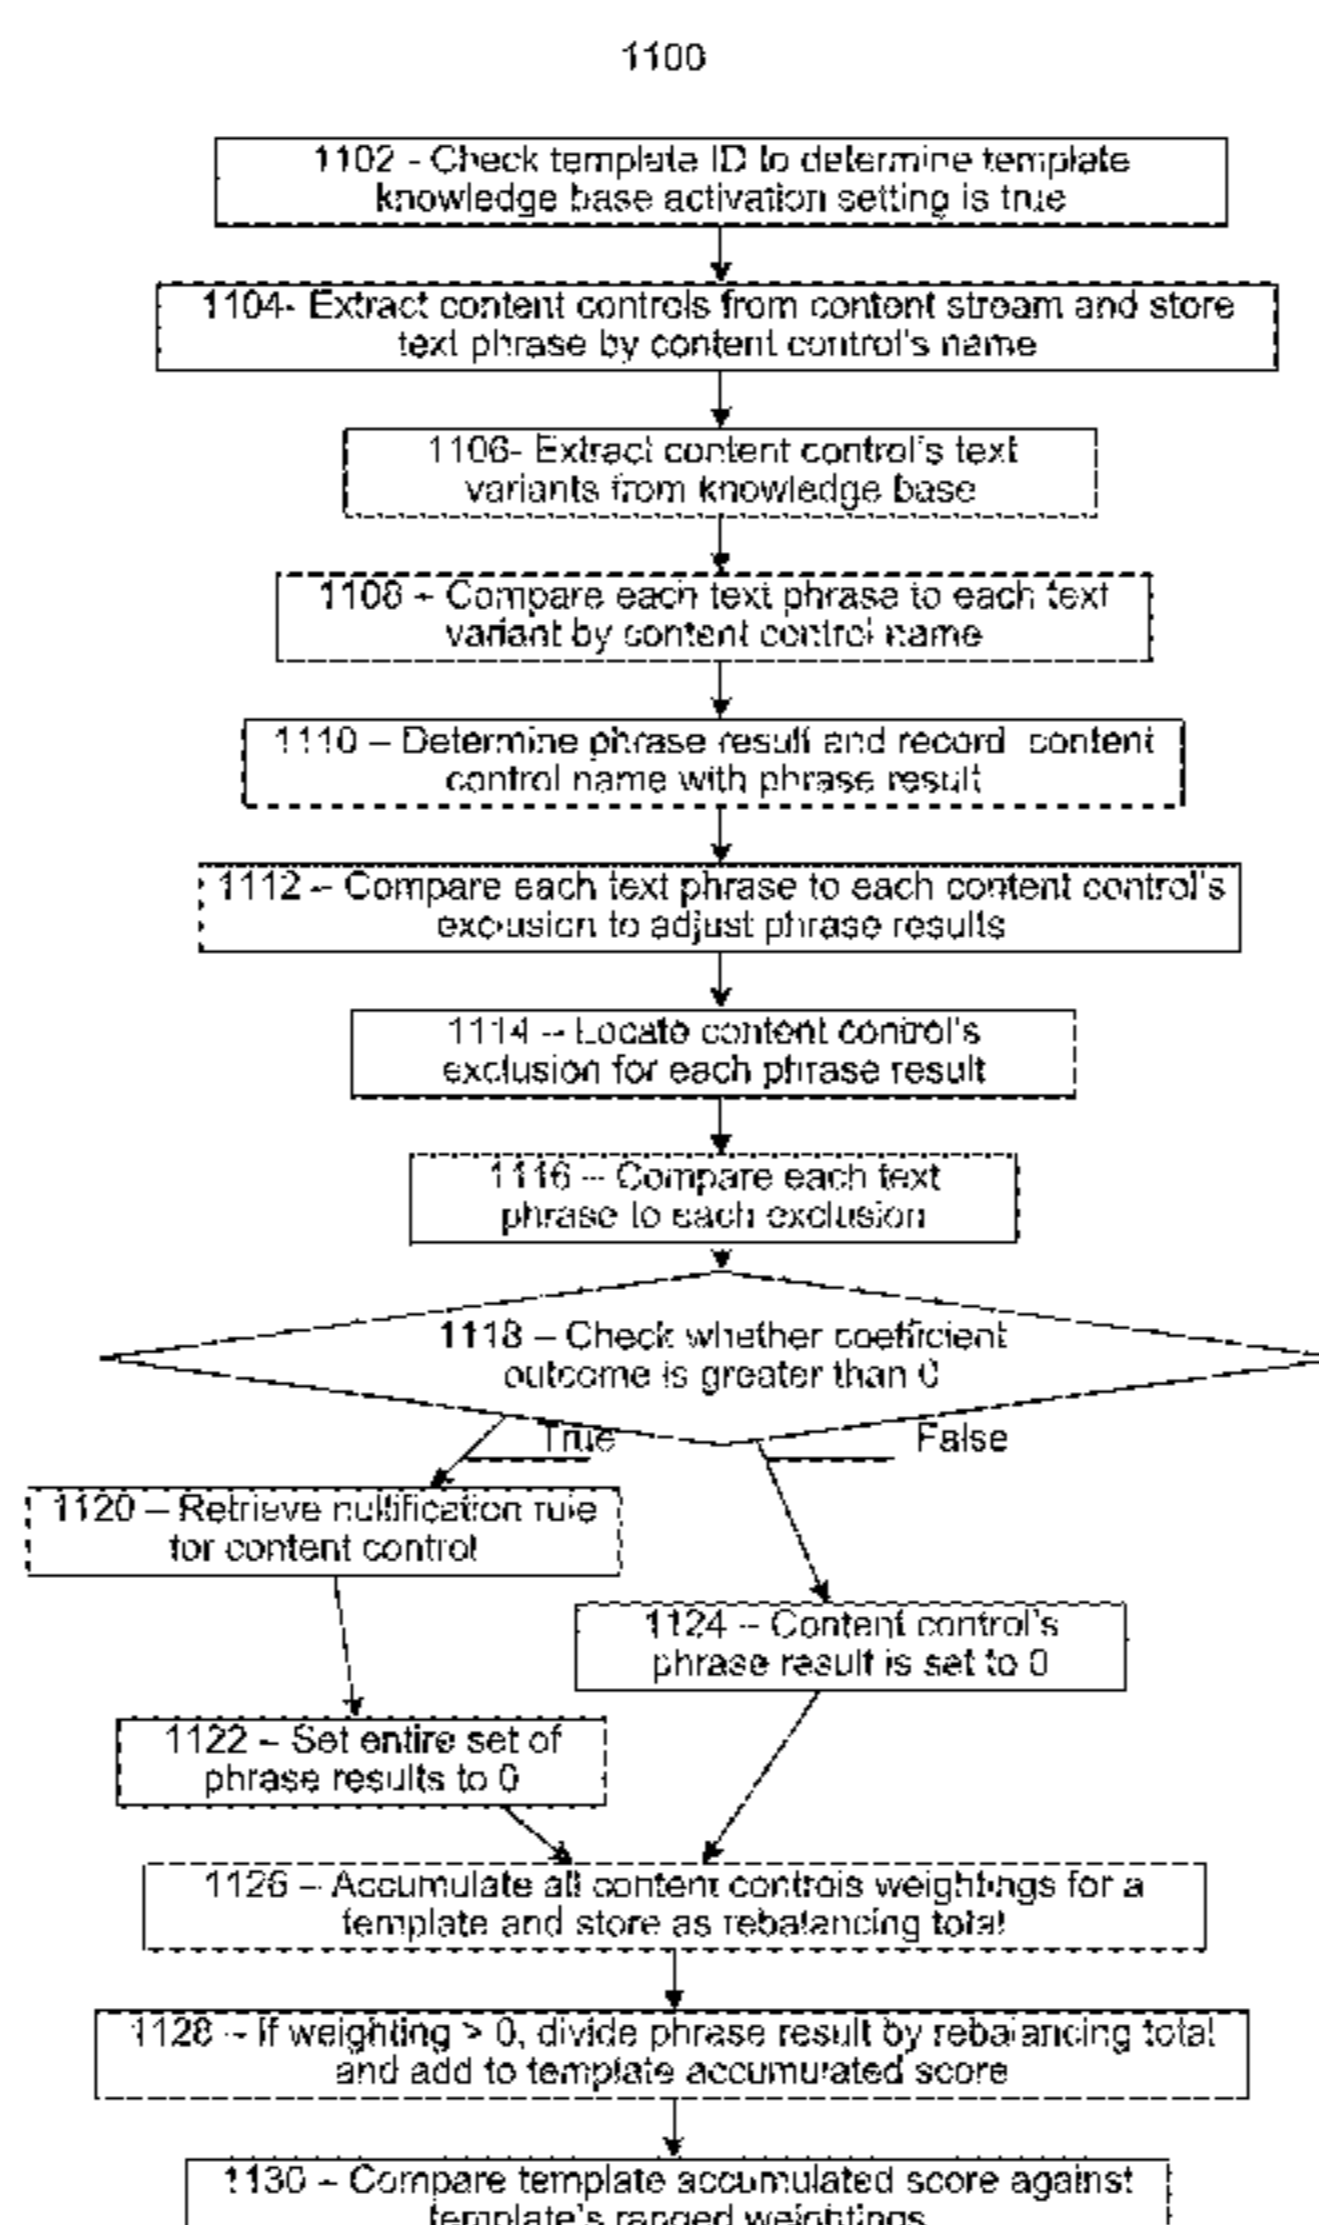 1100
1102 - Check template ID to determine template
knowledge base activation setting is true
1104- Extract content controls from content stream and store
text phrase by content control's name
1106- Extract content control's text
variants from knowledge base
1108 – Compare each text phrase to each text
variant by content control name
1110 – Determine phrase result and record content
control name with phrase result
1112 – Compare each text phrase to each content control's
exclusion to adjust phrase results
1114 – Locate content control's
exclusion for each phrase result
1116 – Compare each text
phrase to each exclusion
1118 – Check whether coefficient
outcome is greater than 0
True
False
1120 – Retrieve nullification rule
for content control
1124 – Content control's
phrase result is set to 0
1122 – Set entire set of
phrase results to 0
1126 – Accumulate all content controls weightings for a
template and store as rebalancing total
1128 – If weighting > 0, divide phrase result by rebalancing total
and add to template accumulated score
1130 – Compare template accumulated score against
template's ranged weightings